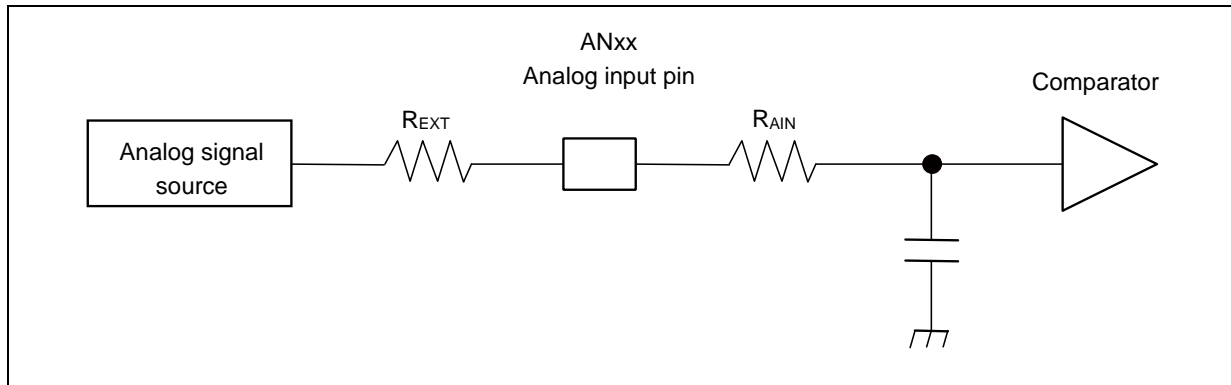 ANxx
Analog input pin
Comparator
REXT
RAIN
Analog signal
source